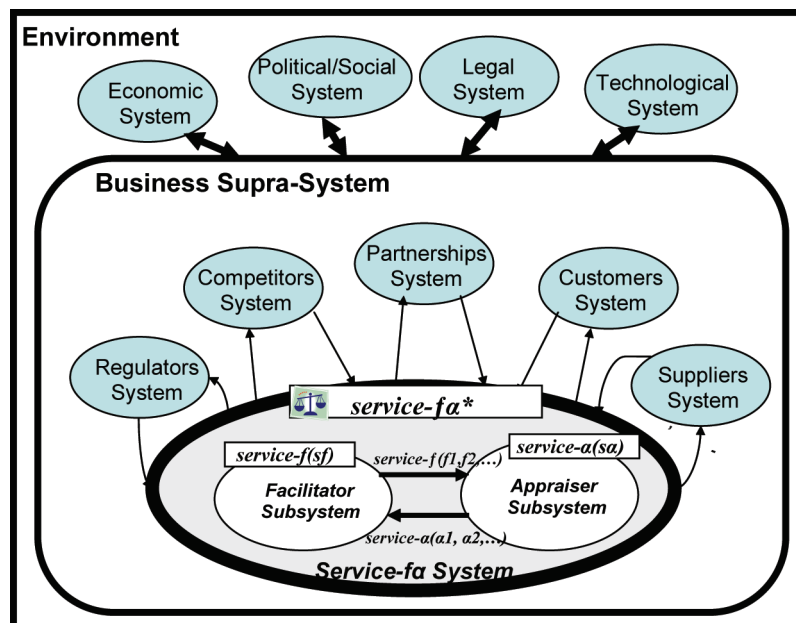 Environment
Economic
System
Political/Social
System
Legal
System
Technological
System
Business Supra-System
Regulators
System
Competitors
System
Partnerships
System
Customers
System
Suppliers
System
service-fα*
service-f(sf)
Facilitator
Subsystem
service-f(f1,f2,…)
service-α(sα)
Appraiser
Subsystem
service-α(α1, α2,…)
Service-fα System